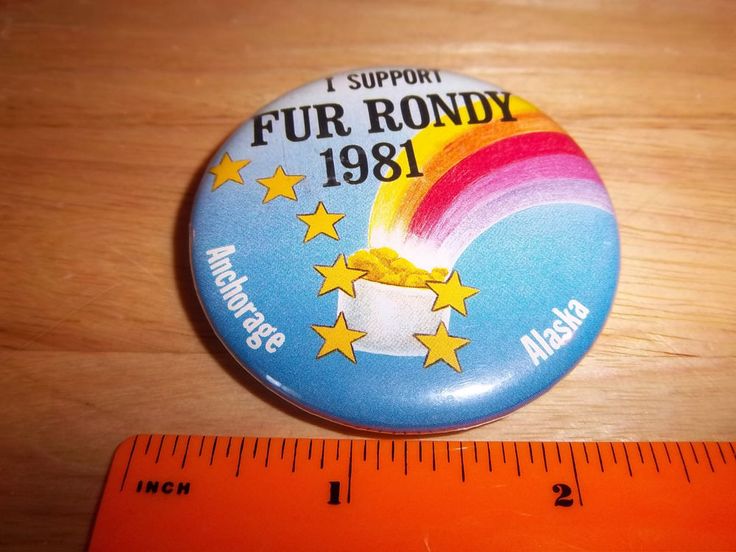 I SUPPORT
FUR RONDY
1981
Anchorage
Alaska
INCH 1 2